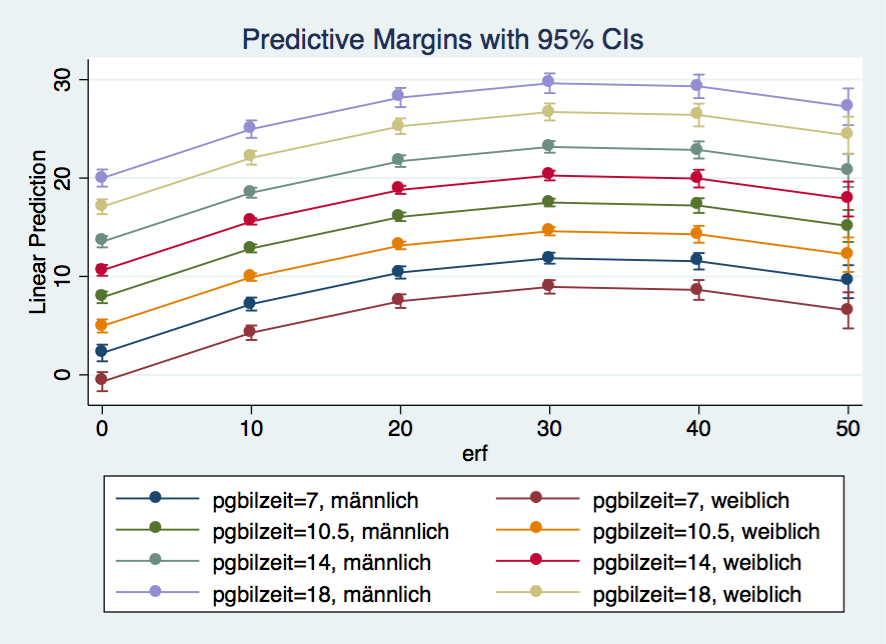 Predictive Margins with 95% CIs
Linear Prediction
30
20
10
0
0 10 20 30 40 50
erf
pgbilzeit=7, männlich pgbilzeit=7, weiblich
pgbilzeit=10.5, männlich pgbilzeit=10.5, weiblich
pgbilzeit=14, männlich pgbilzeit=14, weiblich
pgbilzeit=18, männlich pgbilzeit=18, weiblich